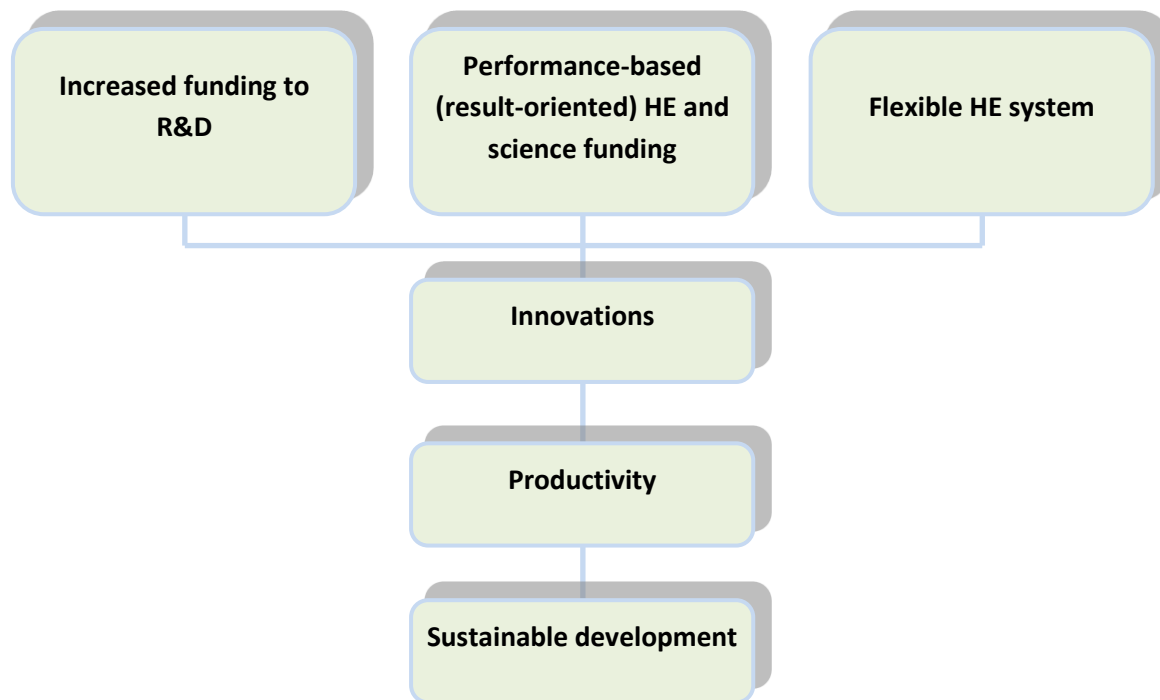 Increased funding to
R&D
Performance-based
(result-oriented) HE and
science funding
Flexible HE system
Innovations
Productivity
Sustainable development